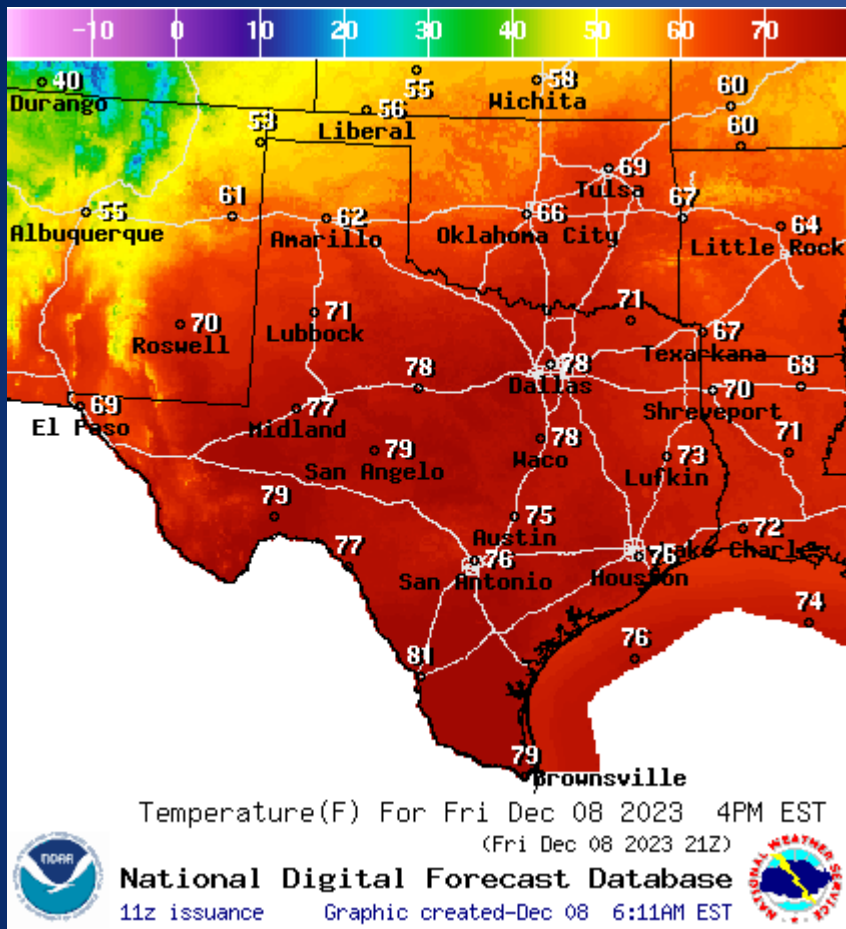 -10 0 10 20 30 40 50 60 70
40
Durango
55
58
Wichita
60
56
Liberal
53
60
69
Tulsa
55
Albuquerque
61
62
Amarillo
66
Oklahoma City
67
64
Little Rock
70
Roswell
71
Lubbock
71
67
Texarkana
78
78
Dallas
68
70
Shreveport
69
El Paso
77
Midland
79
San Angelo
78
Waco
73
Lufkin
71
79
75
Austin
72
Lake Charles
77
76
San Antonio
76
Houston
74
76
81
79
Brownsville
Temperature(F) For Fri Dec 08 2023 4PM EST
(Fri Dec 08 2023 21Z)
NOAA
National Digital Forecast Database
11z issuance Graphic created-Dec 08 6:11AM EST
NATIONAL WEATHER SERVICE